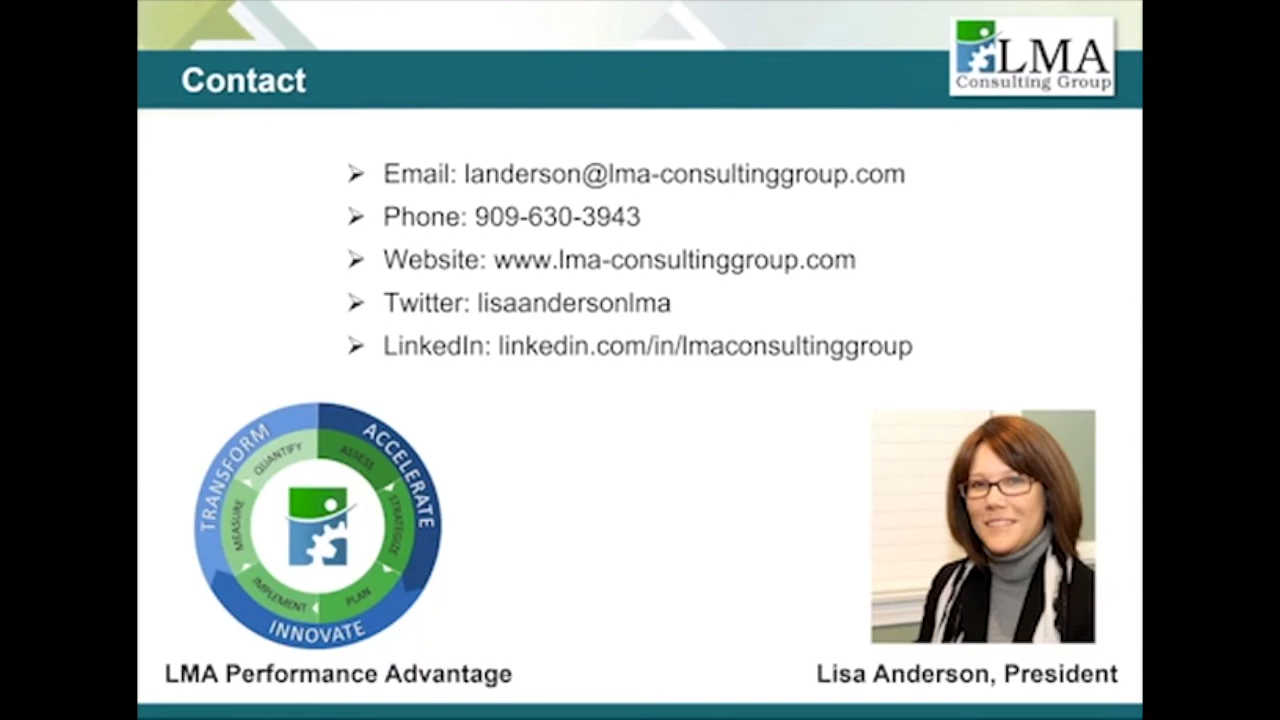 Contact
LMA
Consulting Group
Email: landerson@lma-consultinggroup.com
Phone: 909-630-3943
Website: www.lma-consultinggroup.com
Twitter: lisaandersonlma
LinkedIn: linkedin.com/in/lmaconsultinggroup
TRANSFORM
ACCELERATE
INNOVATE
QUANTIFY
ASSESS
STRATEGIZE
PLAN
IMPLEMENT
MEASURE
LMA Performance Advantage
Lisa Anderson, President